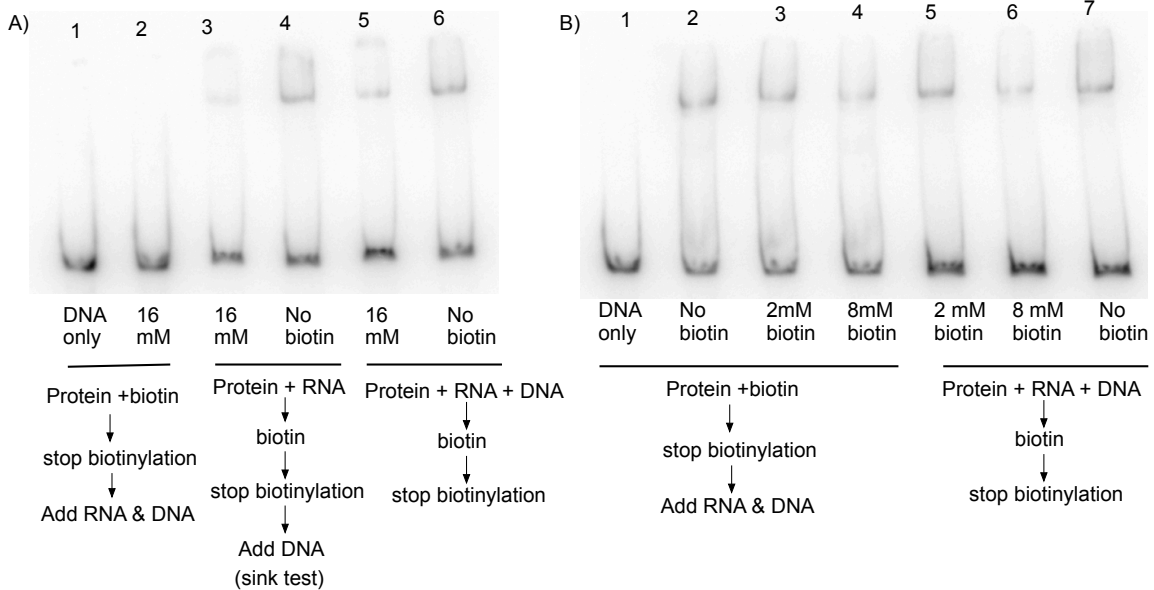 A)
1 2 3 4 5 6
DNA only
16 mM
16 mM
No biotin
16 mM
No biotin
Protein +biotin
stop biotinylation
Add RNA & DNA
Protein + RNA
biotin
stop biotinylation
Add DNA
(sink test)
Protein + RNA + DNA
biotin
stop biotinylation
B)
1 2 3 4 5 6 7
DNA only
No biotin
2mM biotin
8mM biotin
2 mM biotin
8 mM biotin
No biotin
Protein +biotin
stop biotinylation
Add RNA & DNA
Protein + RNA + DNA
biotin
stop biotinylation